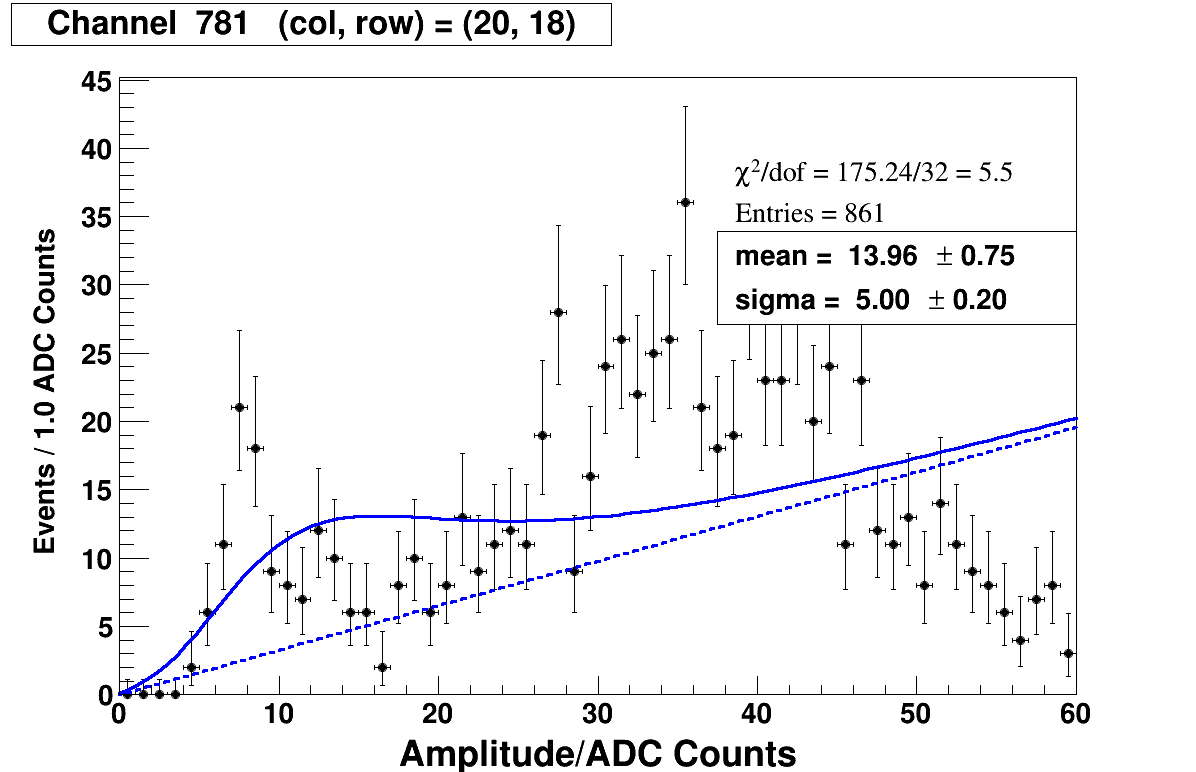 Channel 781 (col, row) = (20, 18)
45
40
35
30
25
20
15
10
5
0
Events / 1.0 ADC Counts
χ²/dof = 175.24/32 = 5.5
Entries = 861
mean = 13.96 ± 0.75
sigma = 5.00 ± 0.20
0 10 20 30 40 50 60
Amplitude/ADC Counts